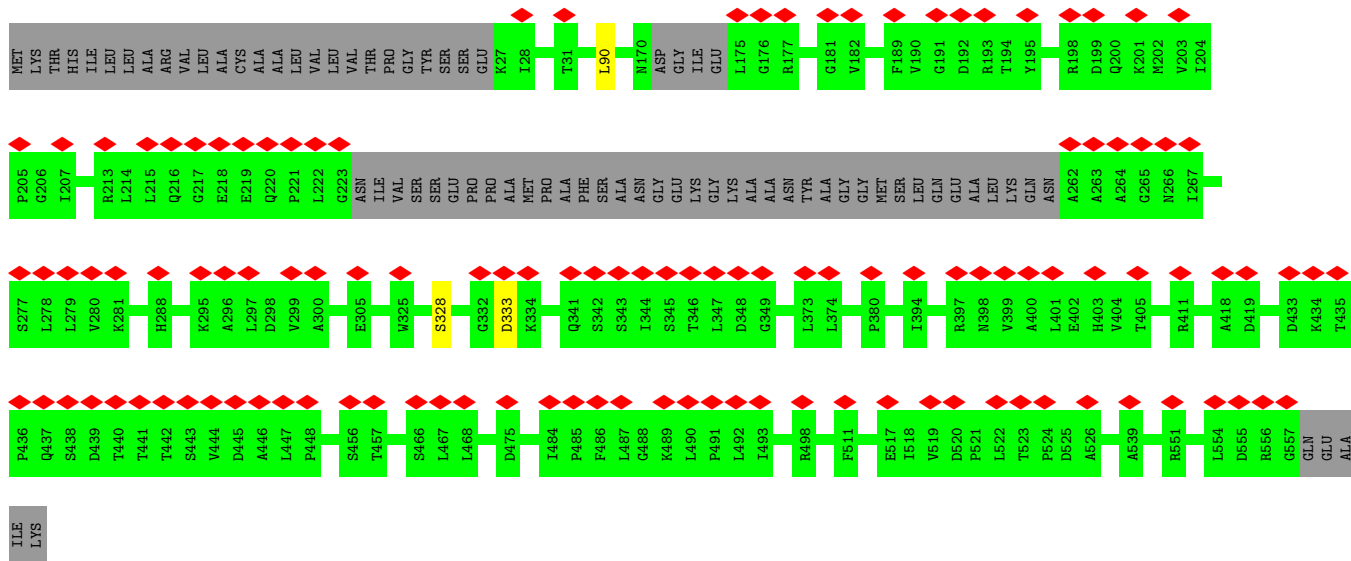 MET LYS THR HIS ILE LEU LEU ALA ARG VAL LEU ALA CYS ALA ALA LEU VAL LEU VAL THR PRO GLY TYR SER SER GLU K27 I28 T31 L90 N170 ASP GLY ILE GLU L175 G176 R177 G181 V182 F189 V190 G191 D192 R193 T194 Y195 R198 D199 Q200 K201 M202 V203 I204
P205 G206 I207 R213 L214 L215 Q216 G217 E218 E219 Q220 P221 L222 G223 ASN ILE VAL SER SER GLU PRO PRO ALA MET PRO ALA PHE SER ALA ASN GLY GLU LYS GLY LYS ALA ALA ASN TYR ALA GLY GLY MET SER LEU GLN GLU ALA LEU LYS GLN ASN A262 A263 A264 G265 N266 I267
S277 L278 L279 V280 K281 H288 K295 A296 L297 D298 V299 A300 E305 W325 S328 G332 D333 K334 Q341 S342 S343 I344 S345 T346 L347 D348 G349 L373 L374 P380 I394 R397 N398 V399 A400 L401 E402 H403 V404 T405 R411 A418 D419 D433 K434 T435
P436 Q437 S438 D439 T440 T441 T442 S443 V444 D445 A446 L447 P448 S456 T457 S466 L467 L468 D475 I484 P485 F486 L487 G488 K489 L490 P491 L492 I493 R498 F511 E517 I518 V519 D520 P521 L522 T523 P524 D525 A526 A539 R551 L554 D555 R556 G557 GLN GLU ALA
ILE LYS